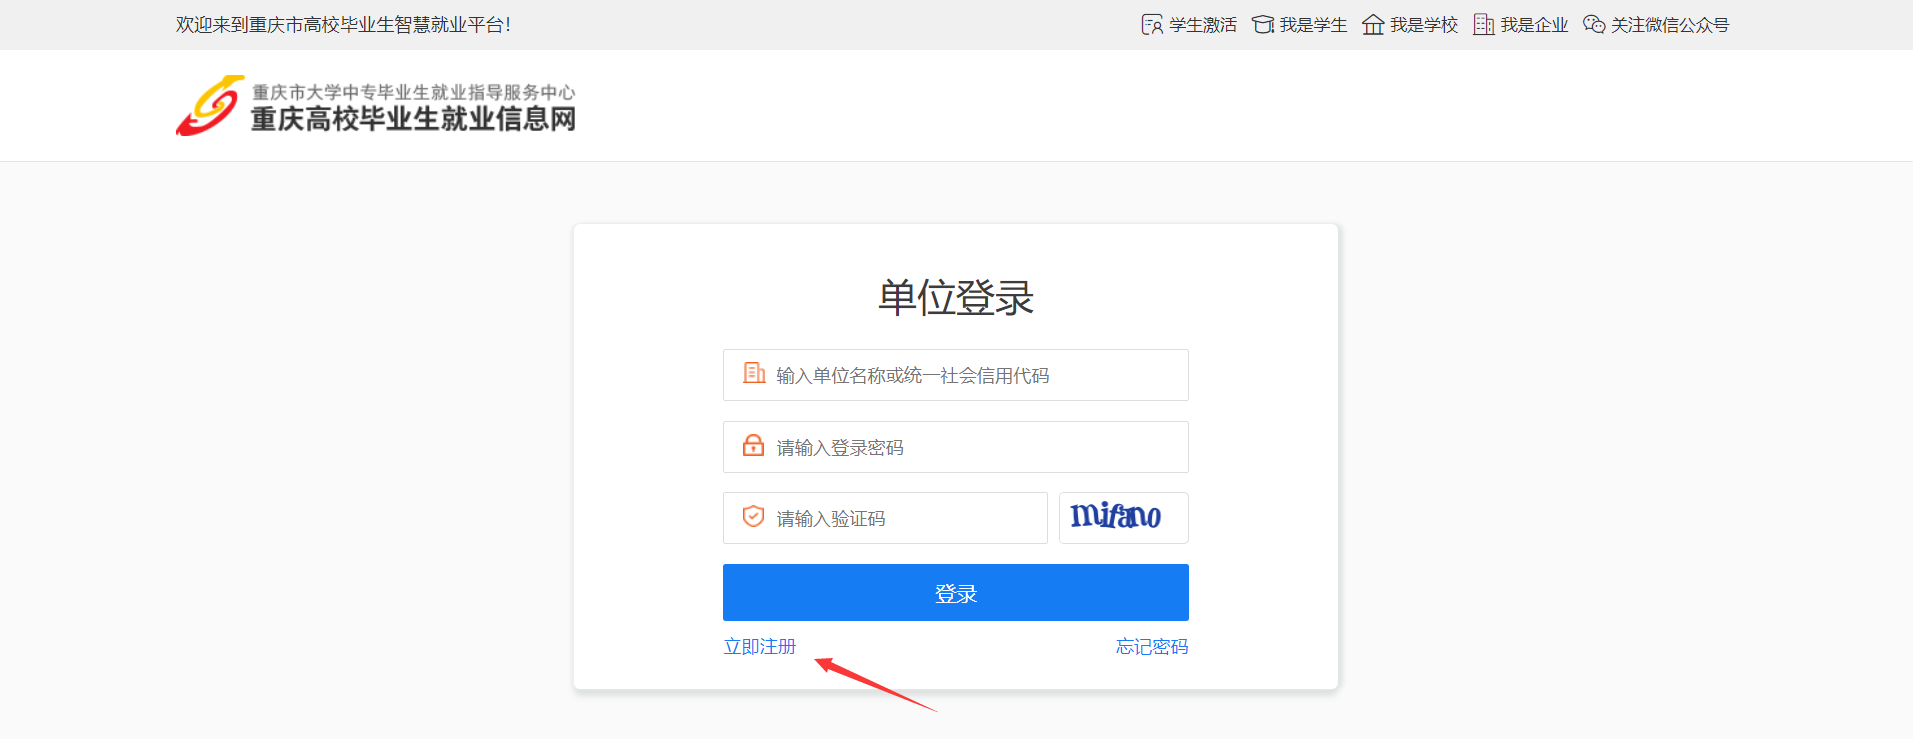 欢迎来到重庆市高校毕业生智慧就业平台！
学生激活 我是学生 我是学校 我是企业 关注微信公众号
重庆市大学中专毕业生就业指导服务中心
重庆高校毕业生就业信息网
单位登录
输入单位名称或统一社会信用代码
请输入登录密码
请输入验证码 mifano
登录
立即注册 忘记密码